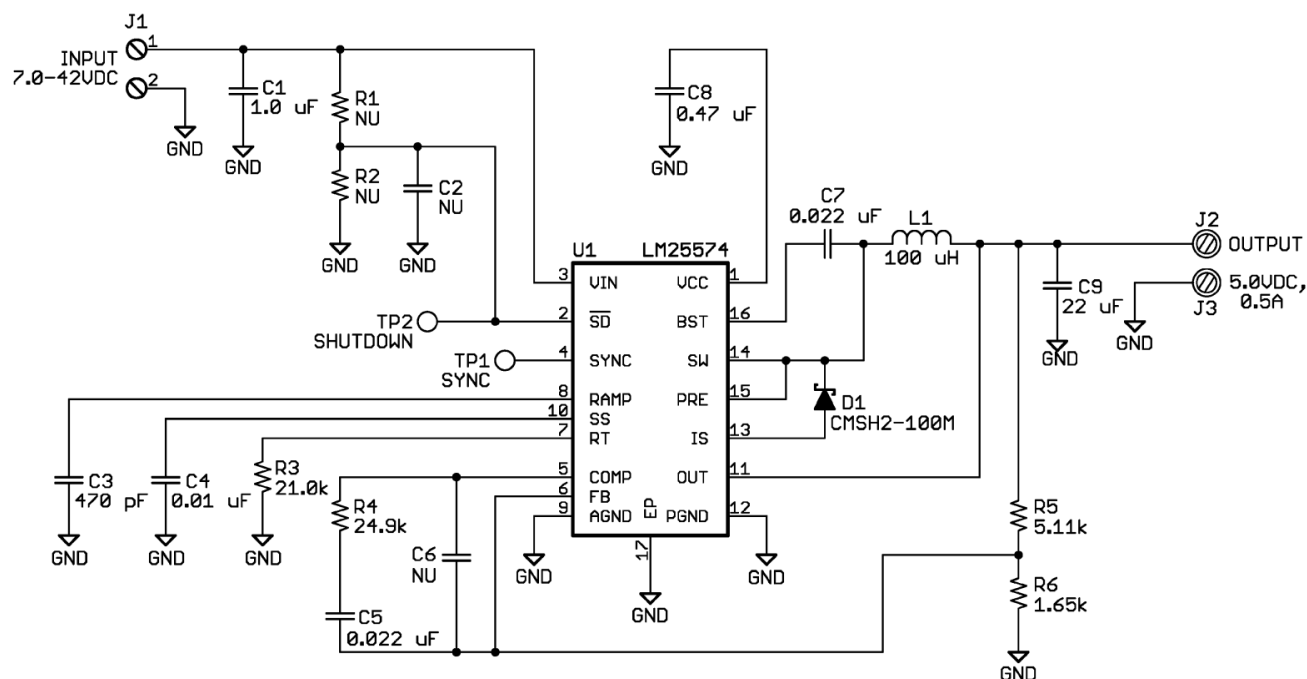 J1
INPUT
7.0-42VDC
1
2
GND
C1
1.0 uF
GND
R1
NU
R2
NU
C2
NU
GND
GND
C8
0.47 uF
GND
C7
0.022 uF
L1
100 uH
J2
OUTPUT
5.0VDC,
0.5A
J3
GND
C9
22 uF
GND
U1
LM25574
3
VIN
VCC
1
2
SD
BST
16
4
SYNC
SW
14
8
RAMP
PRE
15
10
SS
7
RT
IS
13
5
COMP
OUT
11
6
FB
9
AGND
EP
PGND
12
17
TP2
SHUTDOWN
TP1
SYNC
D1
CMSH2-100M
C3
470 pF
GND
C4
0.01 uF
GND
R3
21.0k
GND
R4
24.9k
C6
NU
C5
0.022 uF
GND
GND
GND
R5
5.11k
R6
1.65k
GND